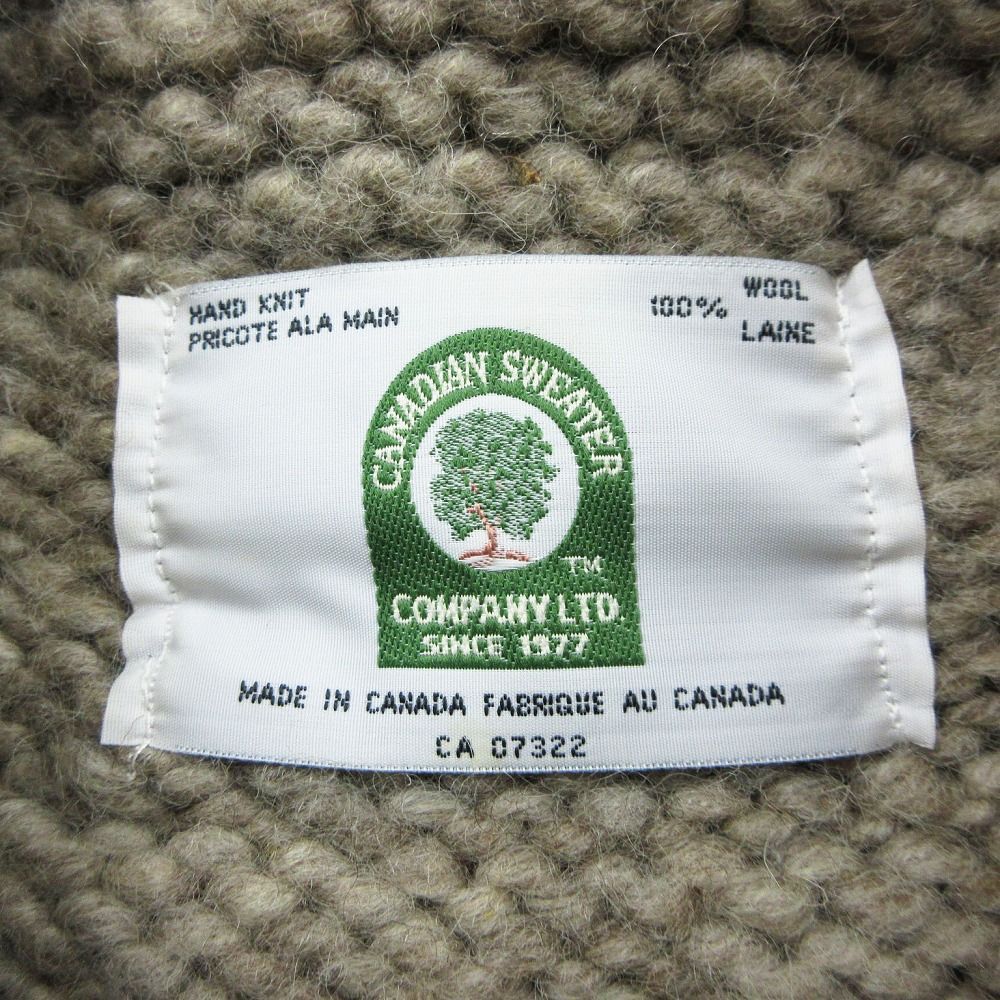 HAND KNIT
PRICOTE ALA MAIN
WOOL
100%
LAINE
CANADIAN SWEATER
TM
COMPANY LTD.
SINCE 1977
MADE IN CANADA FABRIQUE AU CANADA
CA 07322